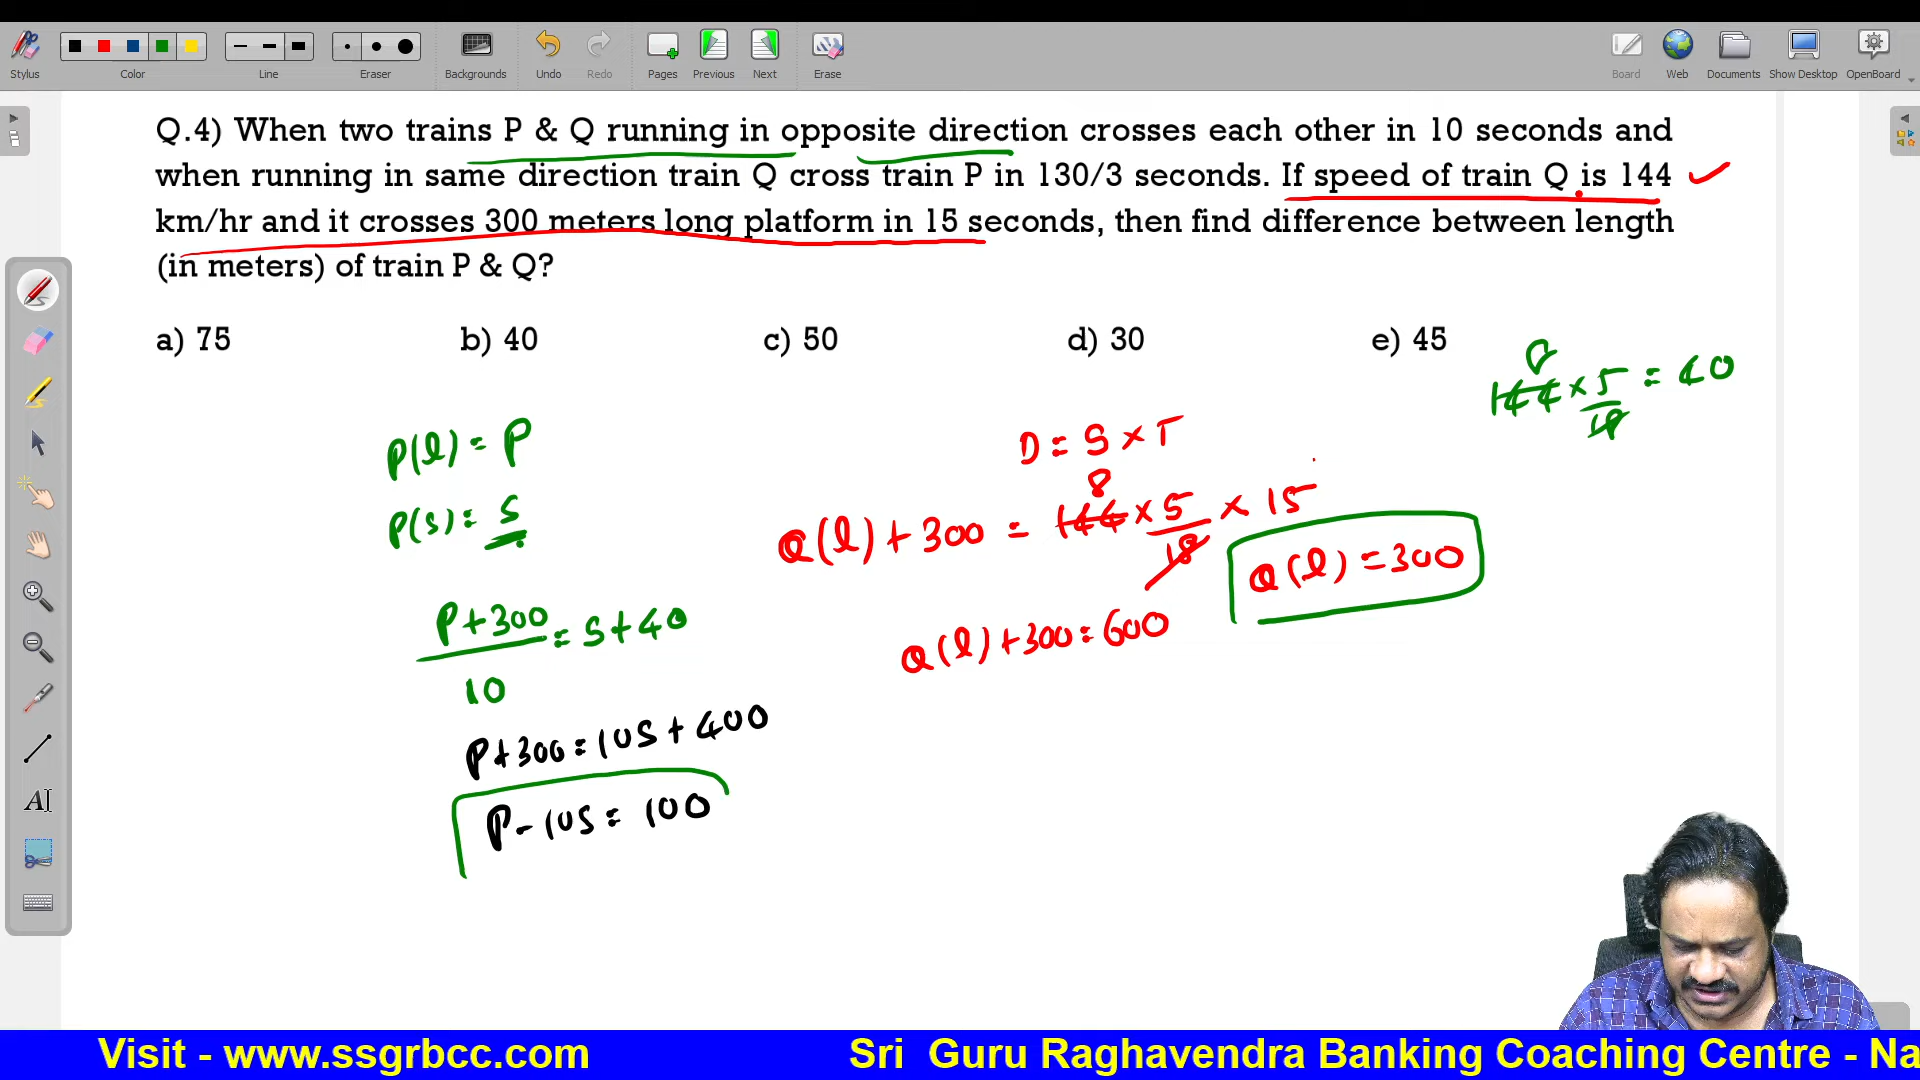 Stylus Color Line Eraser Backgrounds Undo Redo Pages Previous Next Erase Board Web Documents Show Desktop OpenBoard
Q.4) When two trains P & Q running in opposite direction crosses each other in 10 seconds and
when running in same direction train Q cross train P in 130/3 seconds. If speed of train Q is 144
km/hr and it crosses 300 meters long platform in 15 seconds, then find difference between length
(in meters) of train P & Q?
a) 75 b) 40 c) 50 d) 30 e) 45
8
144 × 5/18 = 40
P(l) = P
P(s) = s
D = S × T
8
Q(l) + 300 = 144 × 5/18 × 15
Q(l) = 300
P+300/10 = s+40
Q(l) +300 = 600
P+300 = 10s + 400
P - 10s = 100
AI
Visit - www.ssgrbcc.com Sri Guru Raghavendra Banking Coaching Centre - Na